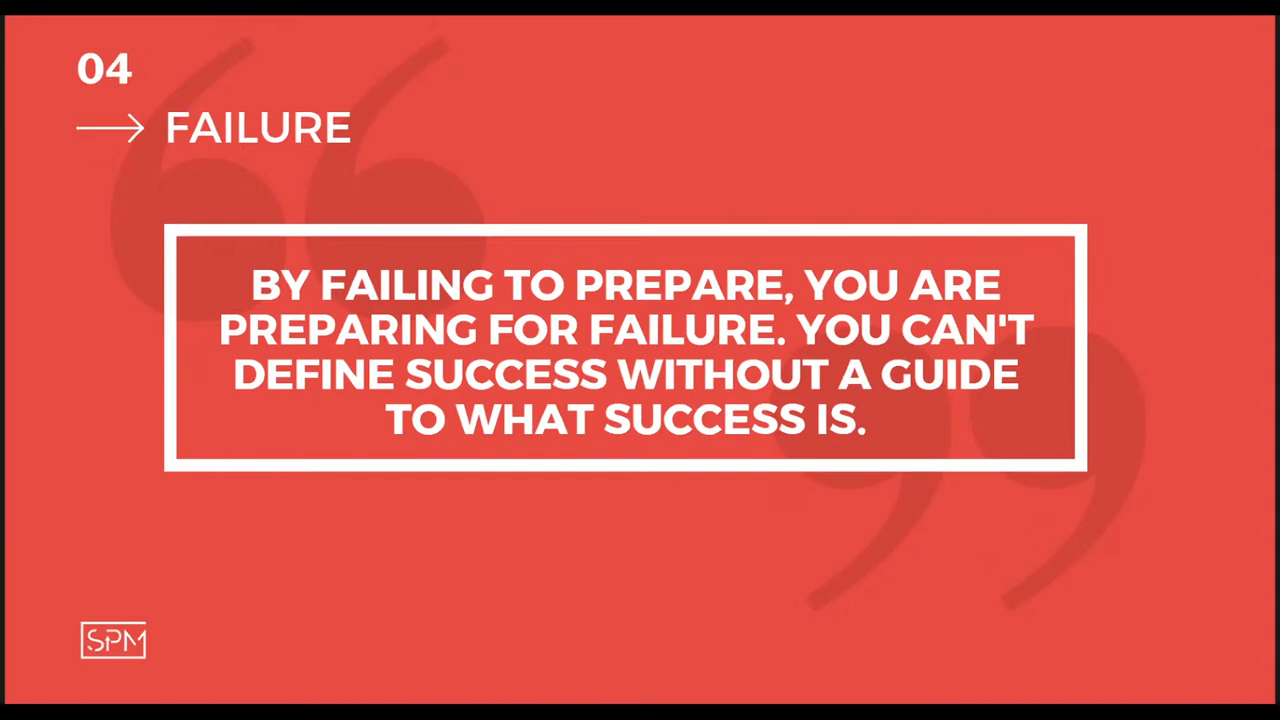 04
FAILURE
BY FAILING TO PREPARE, YOU ARE
PREPARING FOR FAILURE. YOU CAN'T
DEFINE SUCCESS WITHOUT A GUIDE
TO WHAT SUCCESS IS.
SPM